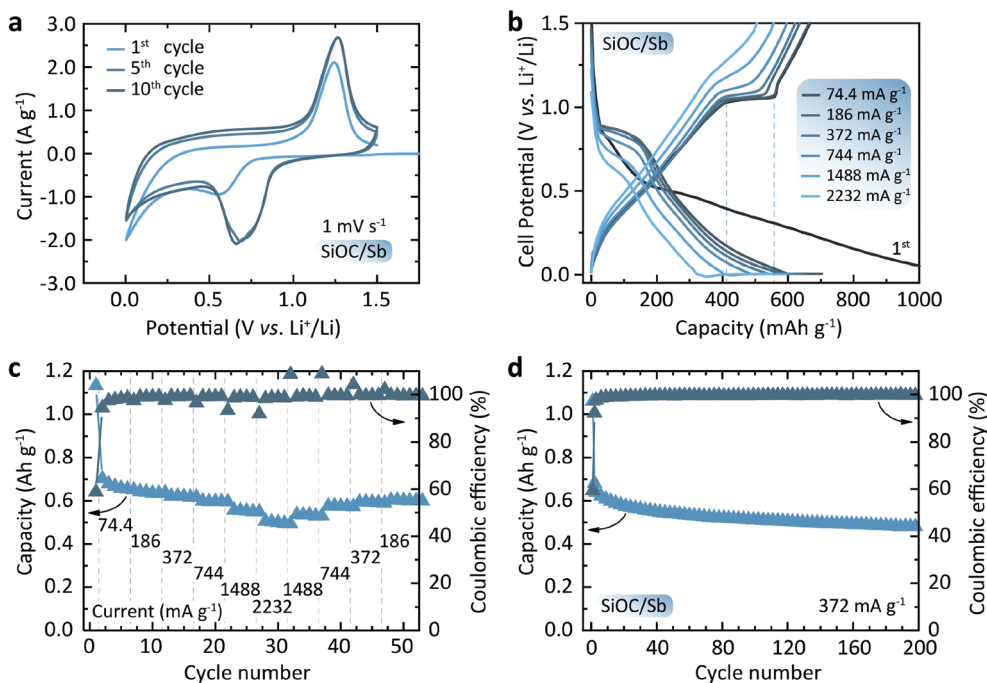 a
3.0
2.0
1.0
0.0
-1.0
-2.0
-3.0
Current (A g⁻¹)
1ˢᵗ cycle
5ᵗʰ cycle
10ᵗʰ cycle
1 mV s⁻¹
SiOC/Sb
0.0 0.5 1.0 1.5
Potential (V vs. Li⁺/Li)
b
1.5
1.0
0.5
0.0
Cell Potential (V vs. Li⁺/Li)
SiOC/Sb
74.4 mA g⁻¹
186 mA g⁻¹
372 mA g⁻¹
744 mA g⁻¹
1488 mA g⁻¹
2232 mA g⁻¹
1ˢᵗ
0 200 400 600 800 1000
Capacity (mAh g⁻¹)
c
1.2
1.0
0.8
0.6
0.4
0.2
0.0
Capacity (Ah g⁻¹)
74.4
186
372
744
1488
2232
1488
744
372
186
Current (mA g⁻¹)
100
80
60
40
20
0
Coulombic efficiency (%)
0 10 20 30 40 50
Cycle number
d
1.2
1.0
0.8
0.6
0.4
0.2
0.0
Capacity (Ah g⁻¹)
SiOC/Sb
372 mA g⁻¹
100
80
60
40
20
0
Coulombic efficiency (%)
0 40 80 120 160 200
Cycle number